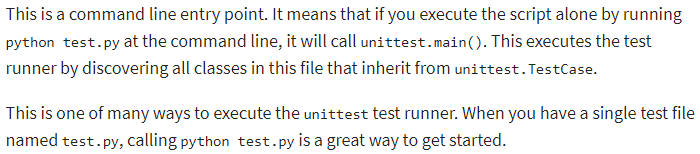 This is a command line entry point. It means that if you execute the script alone by running
python test.py at the command line, it will call unittest.main(). This executes the test
runner by discovering all classes in this file that inherit from unittest.TestCase.
This is one of many ways to execute the unittest test runner. When you have a single test file
named test.py, calling python test.py is a great way to get started.